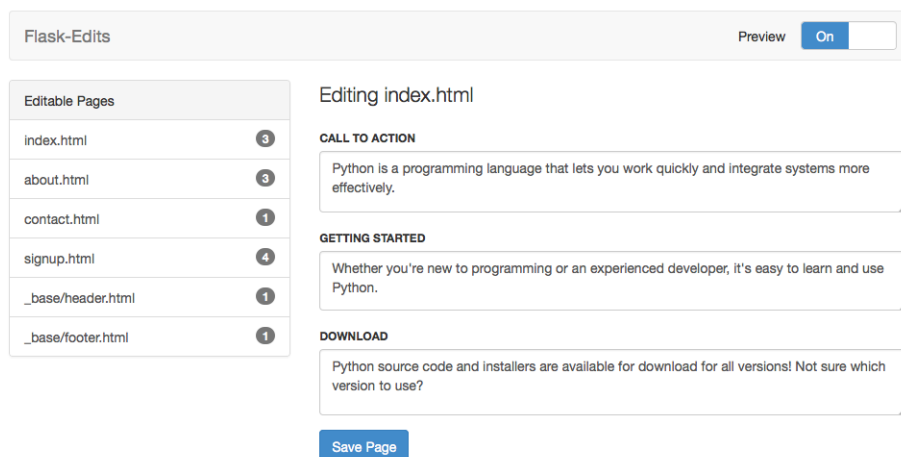 Flask-Edits
Preview
On
Editable Pages
index.html 3
about.html 3
contact.html 1
signup.html 4
_base/header.html 1
_base/footer.html 1
Editing index.html
CALL TO ACTION
Python is a programming language that lets you work quickly and integrate systems more
effectively.
GETTING STARTED
Whether you're new to programming or an experienced developer, it's easy to learn and use
Python.
DOWNLOAD
Python source code and installers are available for download for all versions! Not sure which
version to use?
Save Page